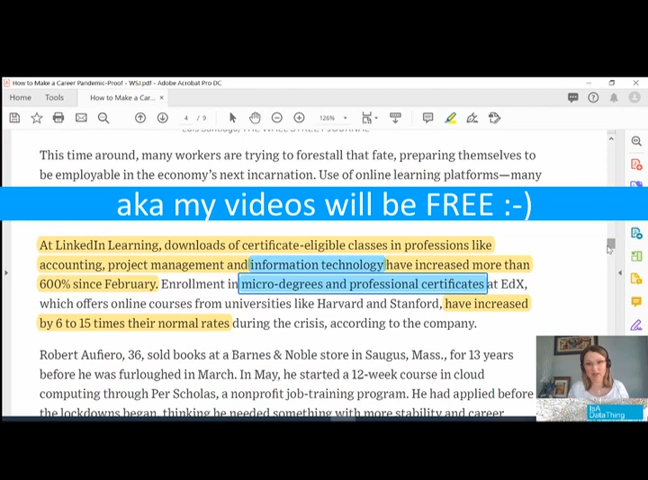 How to Make a Career Pandemic-Proof - WSJ.pdf - Adobe Acrobat Pro DC
Home Tools How to Make a Car... ×
4 / 9 126%
THE WALL STREET JOURNAL
This time around, many workers are trying to forestall that fate, preparing themselves to
be employable in the economy's next incarnation. Use of online learning platforms—many
aka my videos will be FREE :-)
At LinkedIn Learning, downloads of certificate-eligible classes in professions like
accounting, project management and information technology have increased more than
600% since February. Enrollment in micro-degrees and professional certificates at EdX,
which offers online courses from universities like Harvard and Stanford, have increased
by 6 to 15 times their normal rates during the crisis, according to the company.
Robert Aufiero, 36, sold books at a Barnes & Noble store in Saugus, Mass., for 13 years
before he was furloughed in March. In May, he started a 12-week course in cloud
computing through Per Scholas, a nonprofit job-training program. He had applied before
the lockdowns began, thinking he needed something with more stability and career
IsA
DataThing